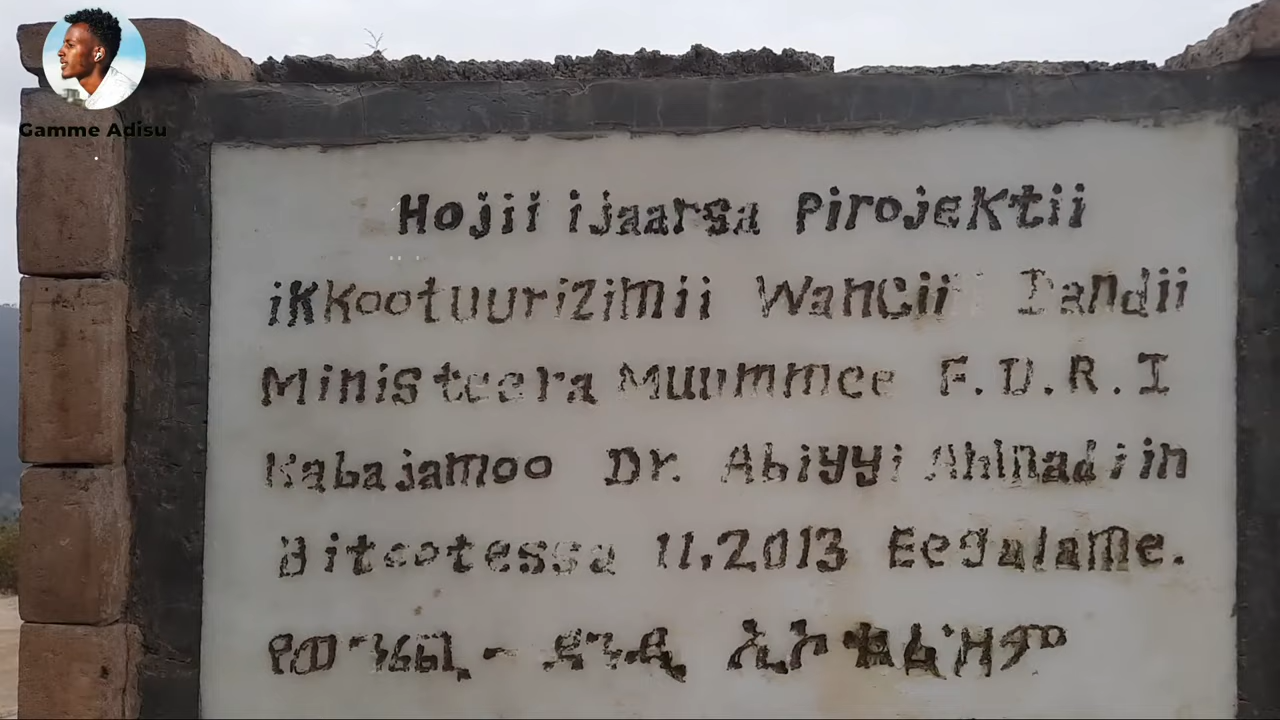 Gamme Adisu
Hojii ijaarsa Pirojektii
ikkootuurizimii Wancii Dandii
Ministeera Muummee F.D.R.I
Kabajamoo Dr. Abiyyi Ahmadiin
Bitootessa 11.2013 Eegalame.
የወንጪ - ደንዲ ኢኮ